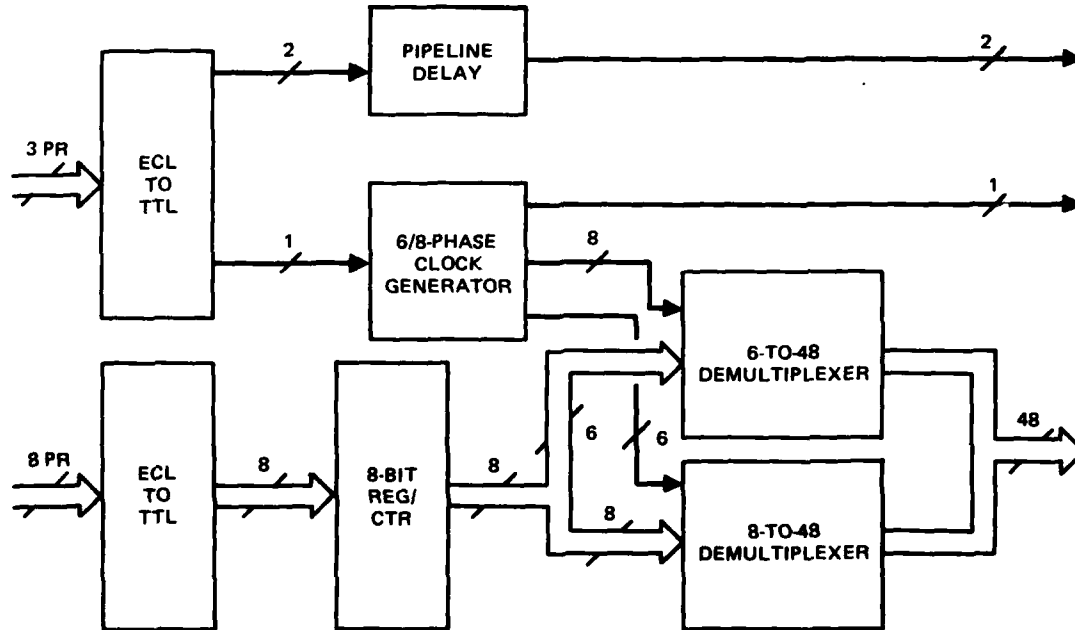 2
PIPELINE
DELAY
2
3 PR
ECL
TO
TTL
1
6/8-PHASE
CLOCK
GENERATOR
1
8
6-TO-48
DEMULTIPLEXER
6
6
8 PR
ECL
TO
TTL
8
8-BIT
REG/
CTR
8
8
8-TO-48
DEMULTIPLEXER
48